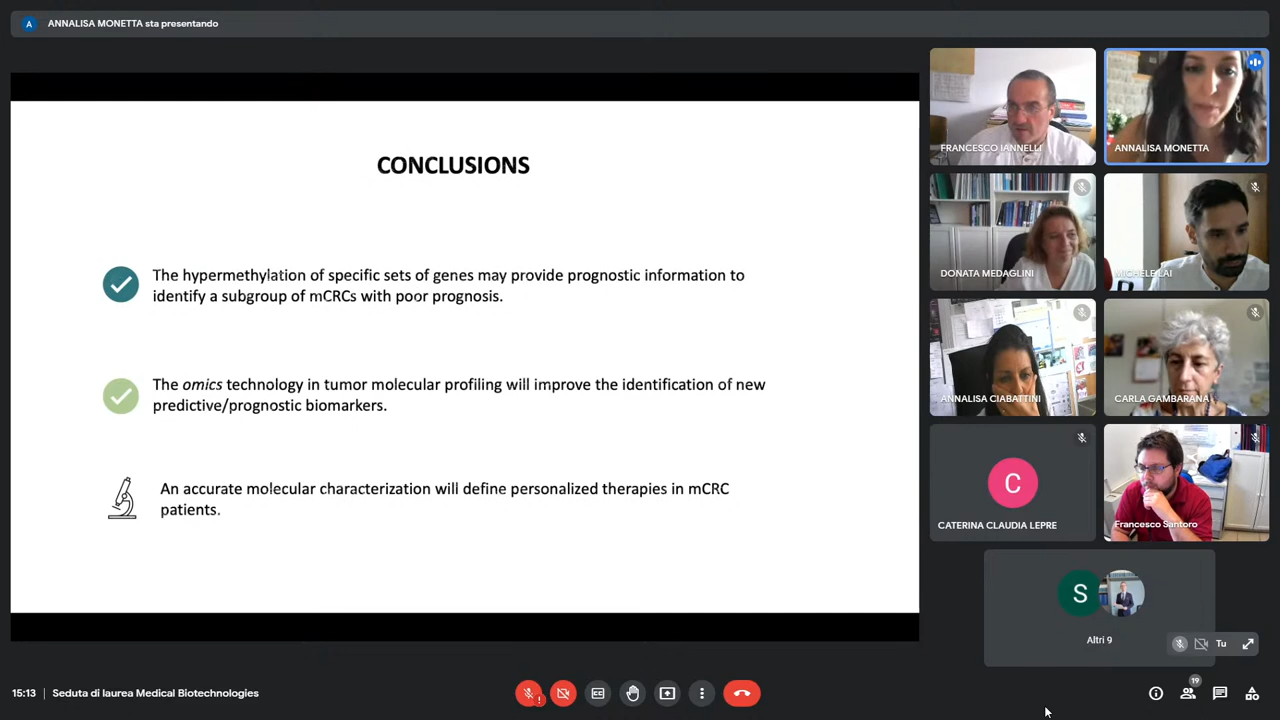 A
ANNALISA MONETTA sta presentando
CONCLUSIONS
The hypermethylation of specific sets of genes may provide prognostic information to
identify a subgroup of mCRCs with poor prognosis.
The omics technology in tumor molecular profiling will improve the identification of new
predictive/prognostic biomarkers.
An accurate molecular characterization will define personalized therapies in mCRC
patients.
FRANCESCO IANNELLI
ANNALISA MONETTA
DONATA MEDAGLINI
MICHELE LAI
ANNALISA CIABATTINI
CARLA GAMBARANA
C
CATERINA CLAUDIA LEPRE
Francesco Santoro
S
Altri 9
Tu
15:13 | Seduta di laurea Medical Biotechnologies
19